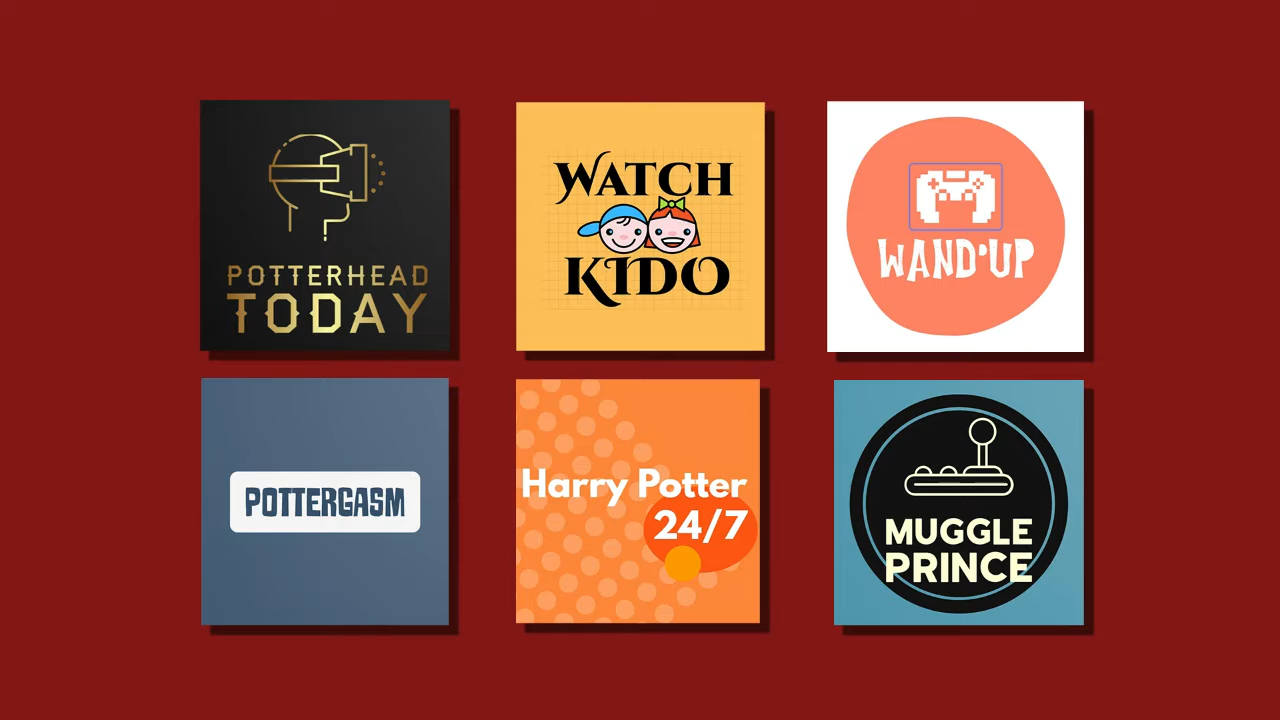 POTTERHEAD
TODAY
WATCH
KIDO
WAND'UP
POTTERGASM
Harry Potter
24/7
MUGGLE
PRINCE